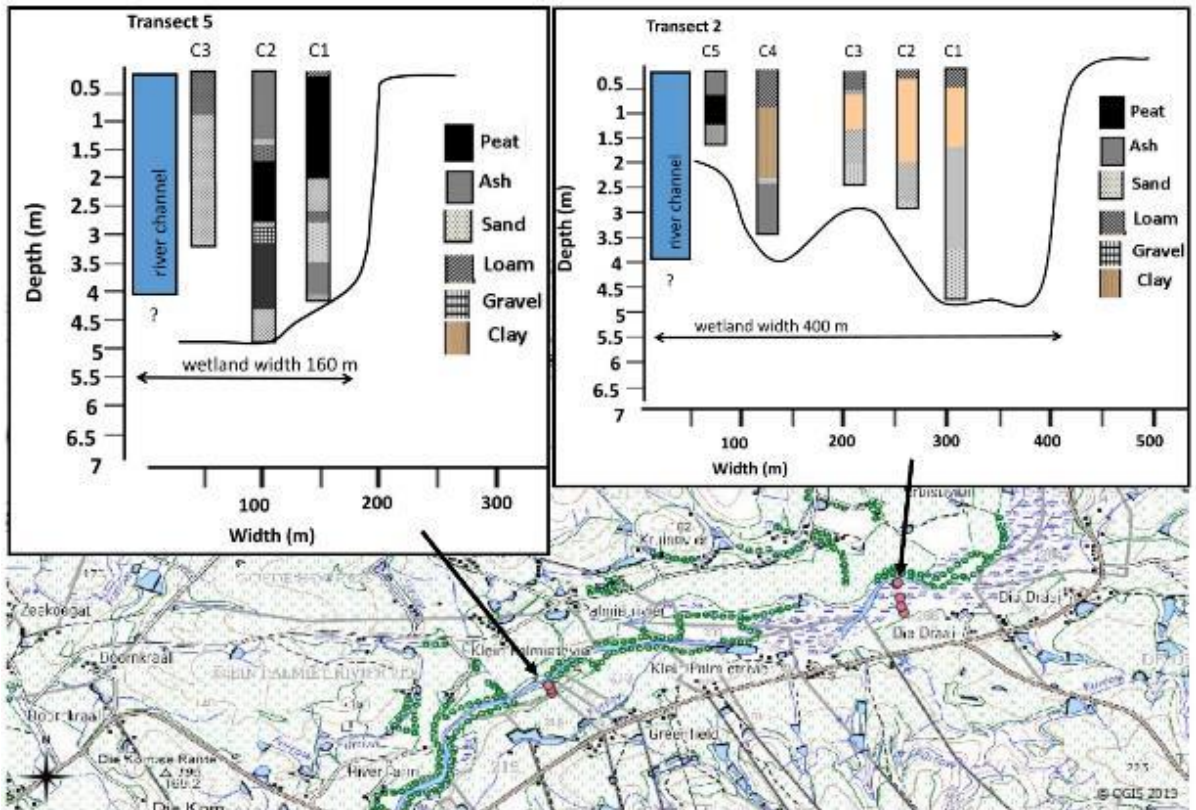 Transect 5
C3 C2 C1
0.5
1
1.5
2
2.5
3
3.5
4
4.5
5
5.5
6
6.5
7
Depth (m)
river channel
?
Peat
Ash
Sand
Loam
Gravel
Clay
wetland width 160 m
100 200 300
Width (m)
Transect 2
C5 C4 C3 C2 C1
0.5
1
1.5
2
2.5
3
3.5
4
4.5
5
5.5
6
6.5
7
Depth (m)
river channel
?
Peat
Ash
Sand
Loam
Gravel
Clay
wetland width 400 m
100 200 300 400 500
Width (m)
Zeekoegat
Doornkraal
Die Draai
Die Draai
Greenfield
River Farm
Die Kom
223
© QGIS 2013